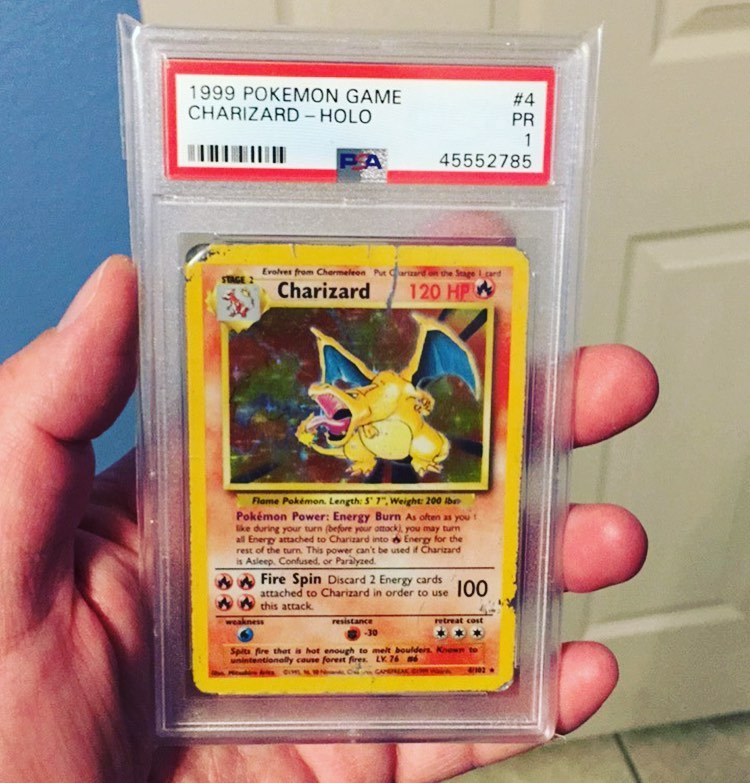 1999 POKEMON GAME #4
CHARIZARD – HOLO PR
1
PSA 45552785
Evolves from Charmeleon Put Charizard on the Stage 1 card
STAGE 2
Charizard 120 HP
Flame Pokémon. Length: 5' 7", Weight: 200 lbs.
Pokémon Power: Energy Burn As often as you
like during your turn (before your attack), you may turn
all Energy attached to Charizard into Energy for the
rest of the turn. This power can't be used if Charizard
is Asleep, Confused, or Paralyzed.
Fire Spin Discard 2 Energy cards
attached to Charizard in order to use 100
this attack.
weakness resistance retreat cost
-30
Spits fire that is hot enough to melt boulders. Known to
unintentionally cause forest fires. LV. 76 #6
Illus. Mitsuhiro Arita 4/102